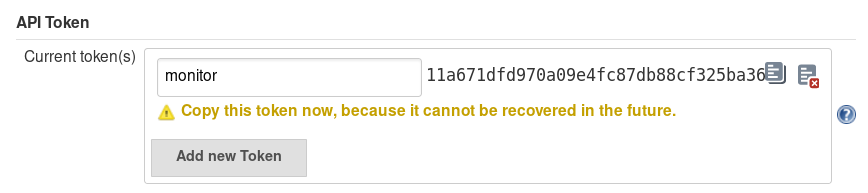 API Token
Current token(s)
monitor 11a671dfd970a09e4fc87db88cf325ba36
Copy this token now, because it cannot be recovered in the future.
Add new Token